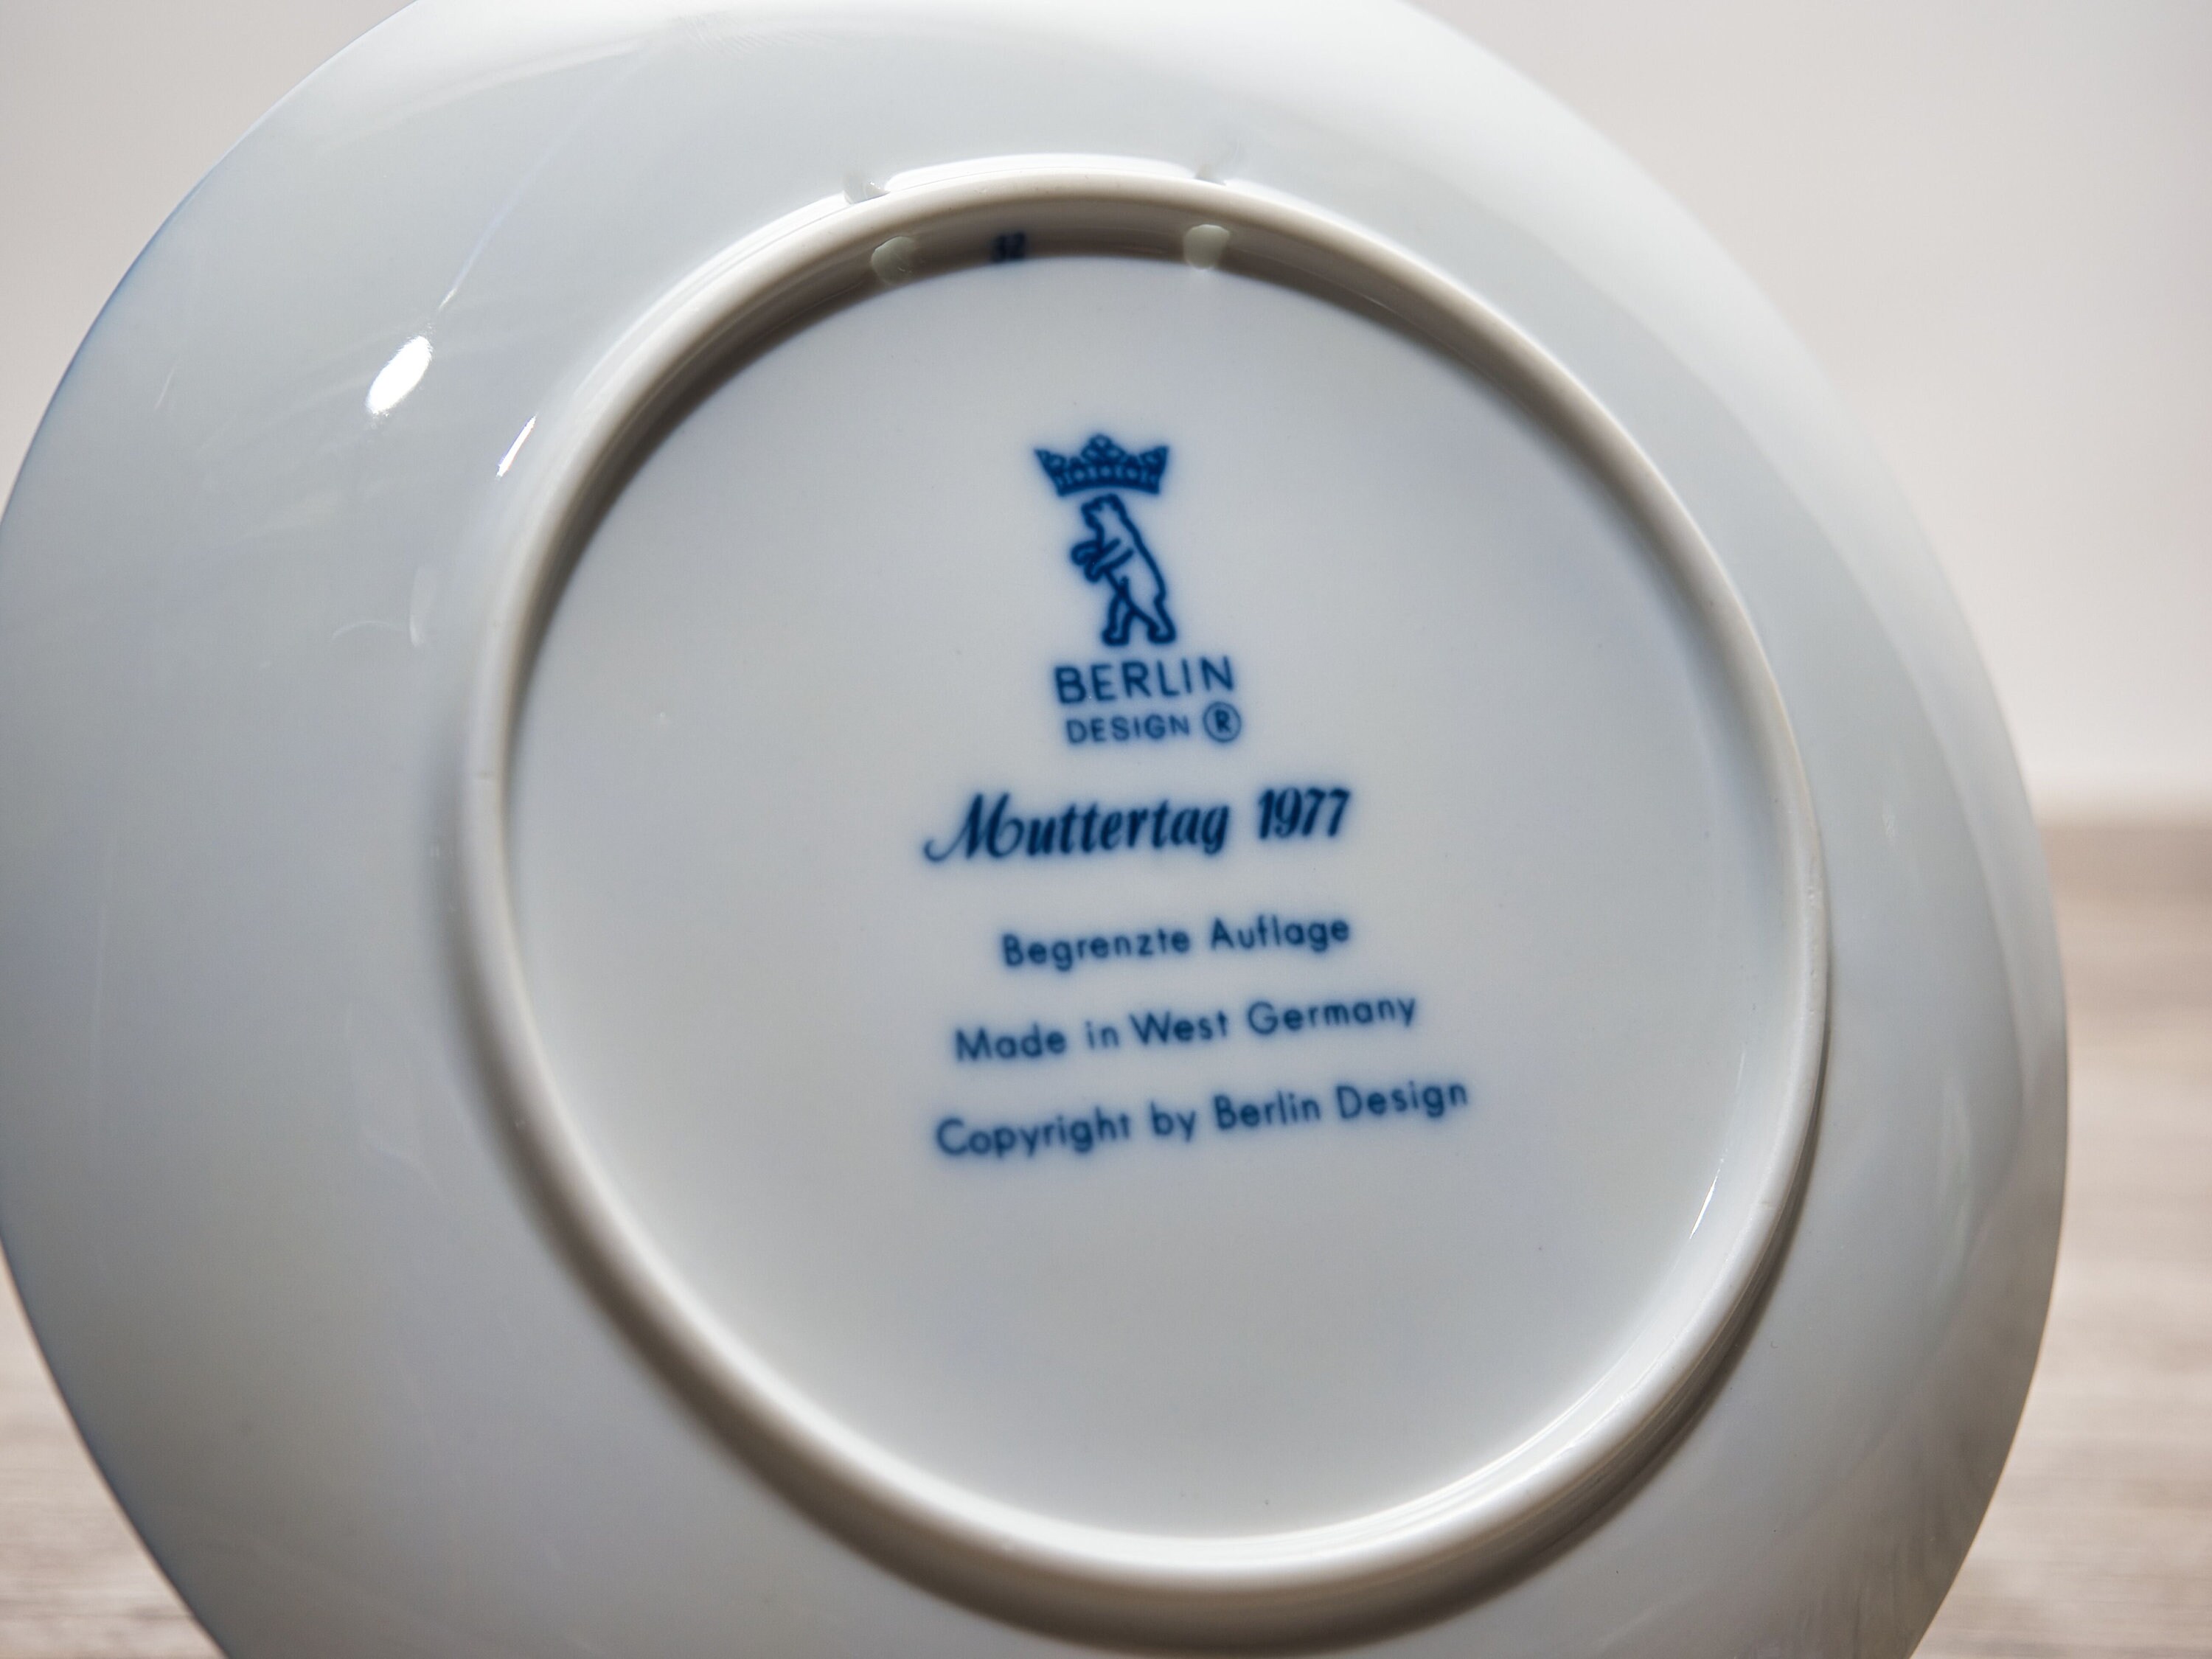 BERLIN
DESIGN ®
Muttertag 1977
Begrenzte Auflage
Made in West Germany
Copyright by Berlin Design